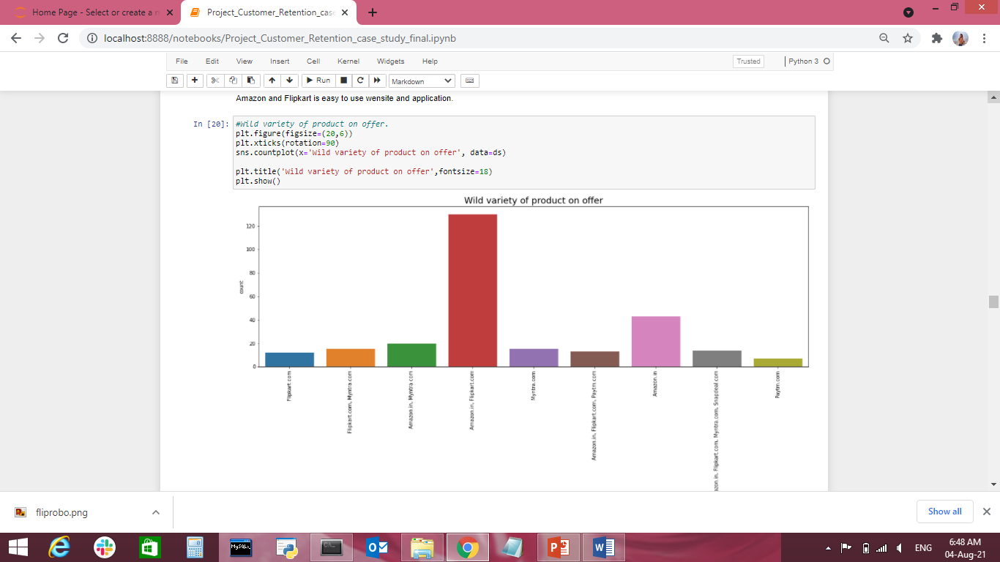 Home Page - Select or create a n
Project_Customer_Retention_case
localhost:8888/notebooks/Project_Customer_Retention_case_study_final.ipynb
File Edit View Insert Cell Kernel Widgets Help Trusted Python 3
Run Markdown
Amazon and Flipkart is easy to use wensite and application.
In [20]: #Wild variety of product on offer.
plt.figure(figsize=(20,6))
plt.xticks(rotation=90)
sns.countplot(x='Wild variety of product on offer', data=ds)
plt.title('Wild variety of product on offer',fontsize=18)
plt.show()
Wild variety of product on offer
120
100
80
60
40
20
0
count
Flipkart.com
Flipkart.com, Myntra.com
Amazon.in, Myntra.com
Amazon.in, Flipkart.com
Myntra.com
Amazon.in, Flipkart.com, Paytm.com
Amazon.in
zon.in, Flipkart.com, Myntra.com, Snapdeal.com
Paytm.com
fliprobo.png
Show all
MySQL>_
C:\_
ENG
6:48 AM
04-Aug-21